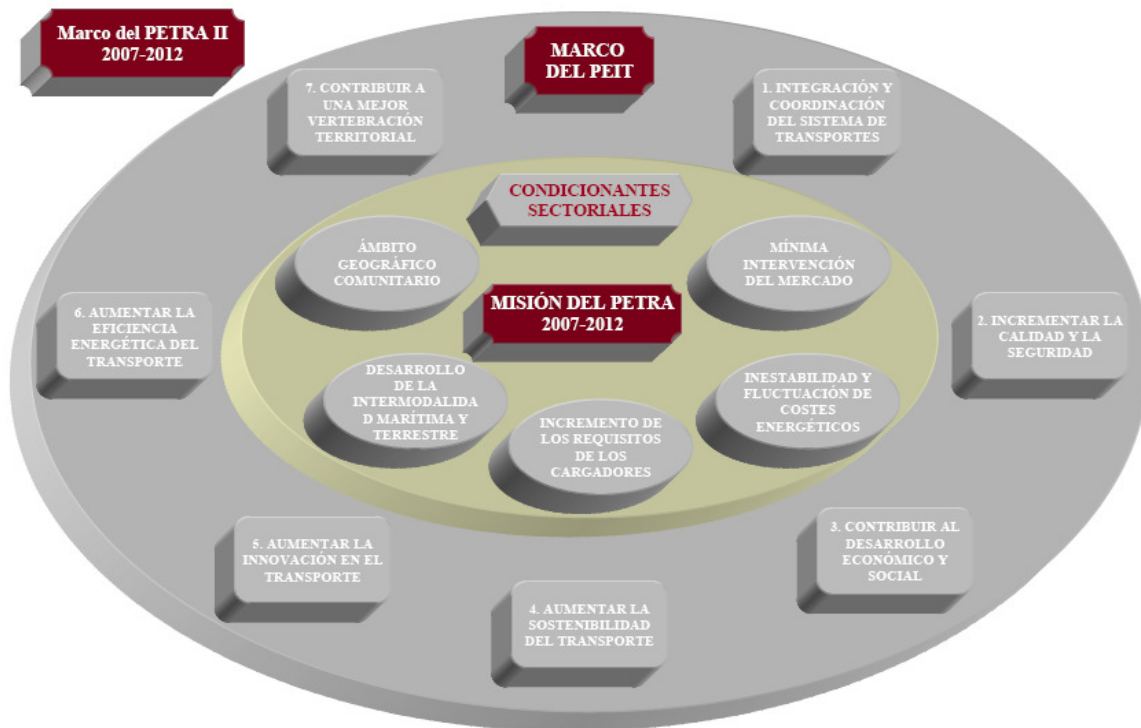 Marco del PETRA II
2007-2012
MARCO
DEL PEIT
7. CONTRIBUIR A
UNA MEJOR
VERTEBRACIÓN
TERRITORIAL
1. INTEGRACIÓN Y
COORDINACIÓN
DEL SISTEMA DE
TRANSPORTES
CONDICIONANTES
SECTORIALES
ÁMBITO
GEOGRÁFICO
COMUNITARIO
MÍNIMA
INTERVENCIÓN
DEL MERCADO
MISIÓN DEL PETRA
2007-2012
6. AUMENTAR LA
EFICIENCIA
ENERGÉTICA DEL
TRANSPORTE
2. INCREMENTAR LA
CALIDAD Y LA
SEGURIDAD
DESARROLLO
DE LA
INTERMODALIDA
D MARÍTIMA Y
TERRESTRE
INCREMENTO DE
LOS REQUISITOS
DE LOS
CARGADORES
INESTABILIDAD Y
FLUCTUACIÓN DE
COSTES
ENERGÉTICOS
5. AUMENTAR LA
INNOVACIÓN EN EL
TRANSPORTE
4. AUMENTAR LA
SOSTENIBILIDAD
DEL TRANSPORTE
3. CONTRIBUIR AL
DESARROLLO
ECONÓMICO Y
SOCIAL